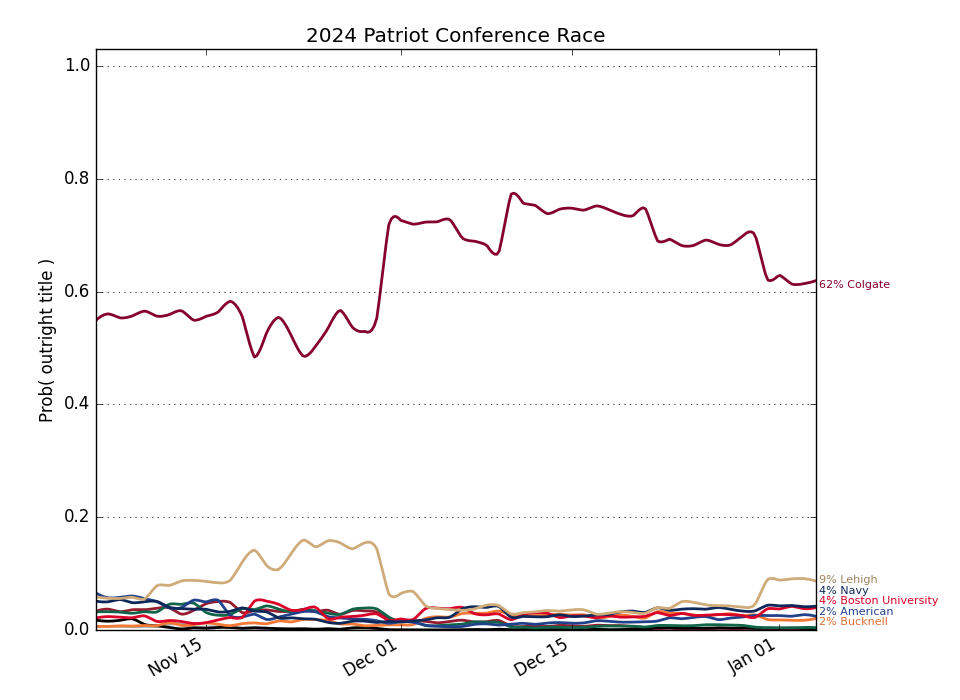 2024 Patriot Conference Race
1.0
0.8
0.6
0.4
0.2
0.0
Prob( outright title )
62% Colgate
9% Lehigh
4% Navy
4% Boston University
2% American
2% Bucknell
Nov 15
Dec 01
Dec 15
Jan 01